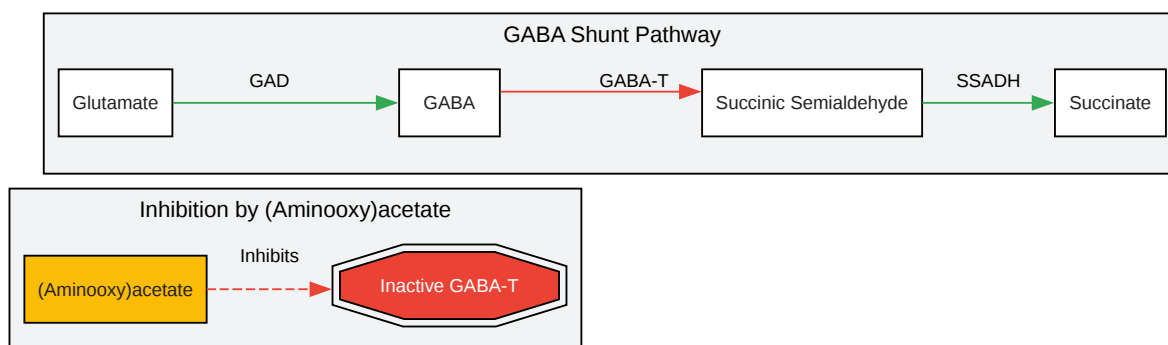 GABA Shunt Pathway
Glutamate
GAD
GABA
GABA-T
Succinic Semialdehyde
SSADH
Succinate
Inhibition by (Aminooxy)acetate
(Aminooxy)acetate
Inhibits
Inactive GABA-T